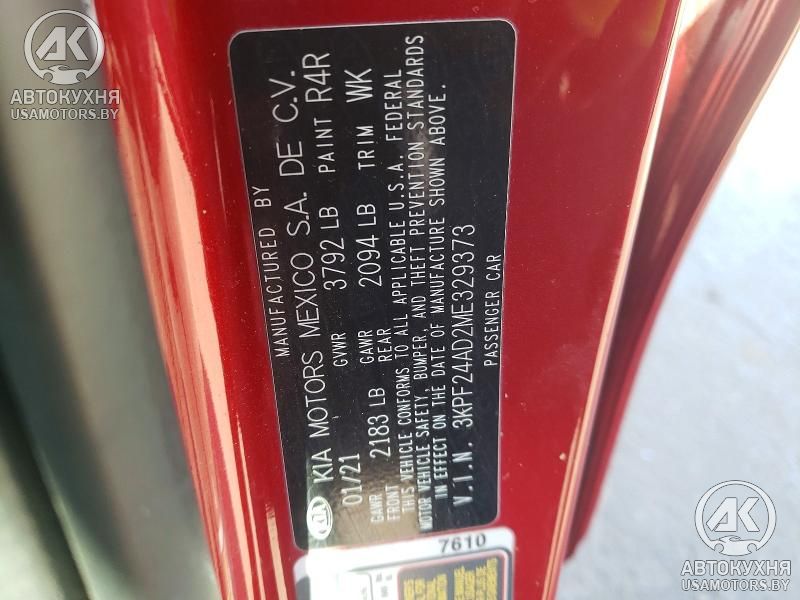 AK
АВТОКУХНЯ
USAMOTORS.BY
MANUFACTURED BY
KIA KIA MOTORS MEXICO S.A. DE C.V.
01/21 GVWR 3792 LB PAINT R4R
GAWR FRONT 2183 LB GAWR REAR 2094 LB TRIM WK
THIS VEHICLE CONFORMS TO ALL APPLICABLE U.S.A. FEDERAL
MOTOR VEHICLE SAFETY, BUMPER, AND THEFT PREVENTION STANDARDS
IN EFFECT ON THE DATE OF MANUFACTURE SHOWN ABOVE.
V.I.N. 3KPF24AD2ME329373
PASSENGER CAR
7610
AK
АВТОКУХНЯ
USAMOTORS.BY